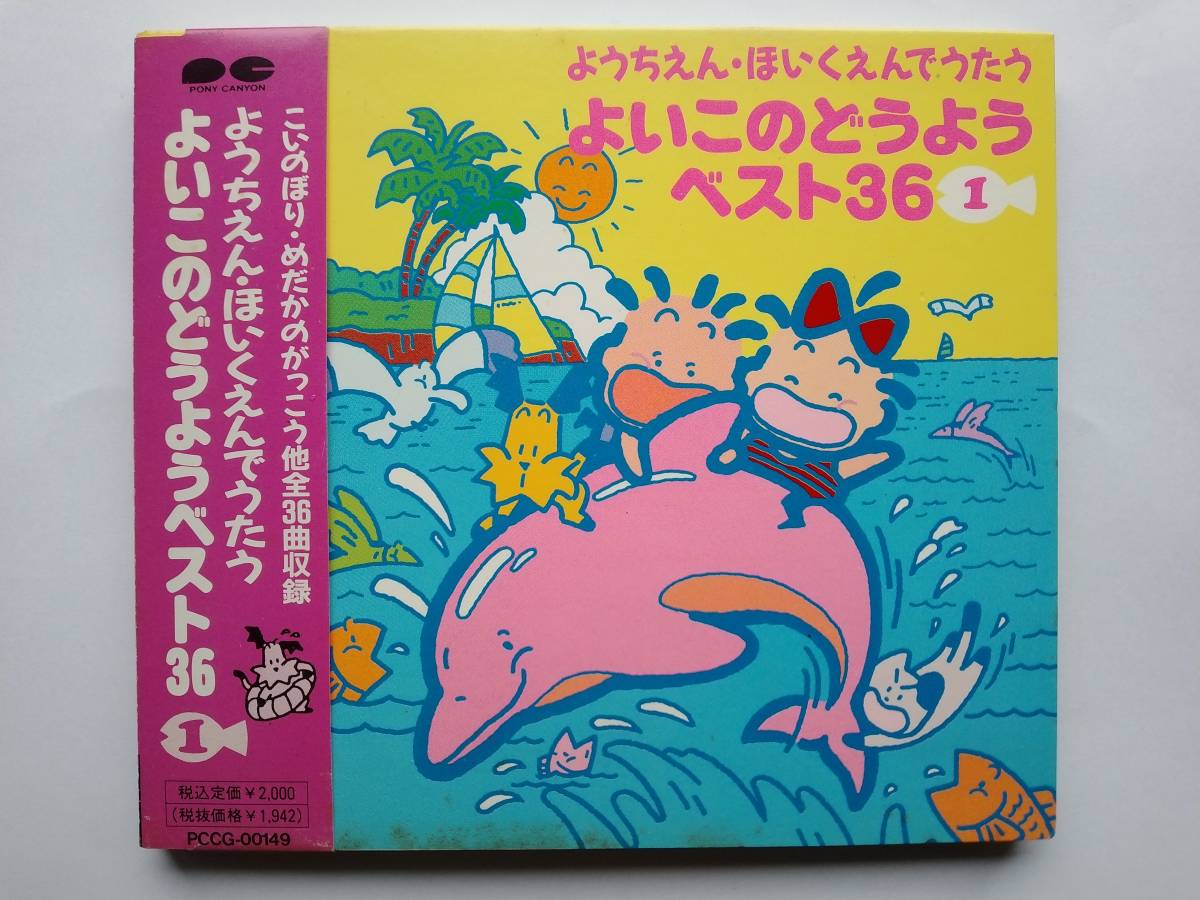 PONY CANYON
こいのぼり・めだかのがっこう他全36曲収録
ようちえん・ほいくえんでうたう
よいこのどうようベスト36 1
税込定価￥2,000
(税抜価格￥1,942)
PCCG-00149
ようちえん・ほいくえんでうたう
よいこのどうよう
ベスト36 1